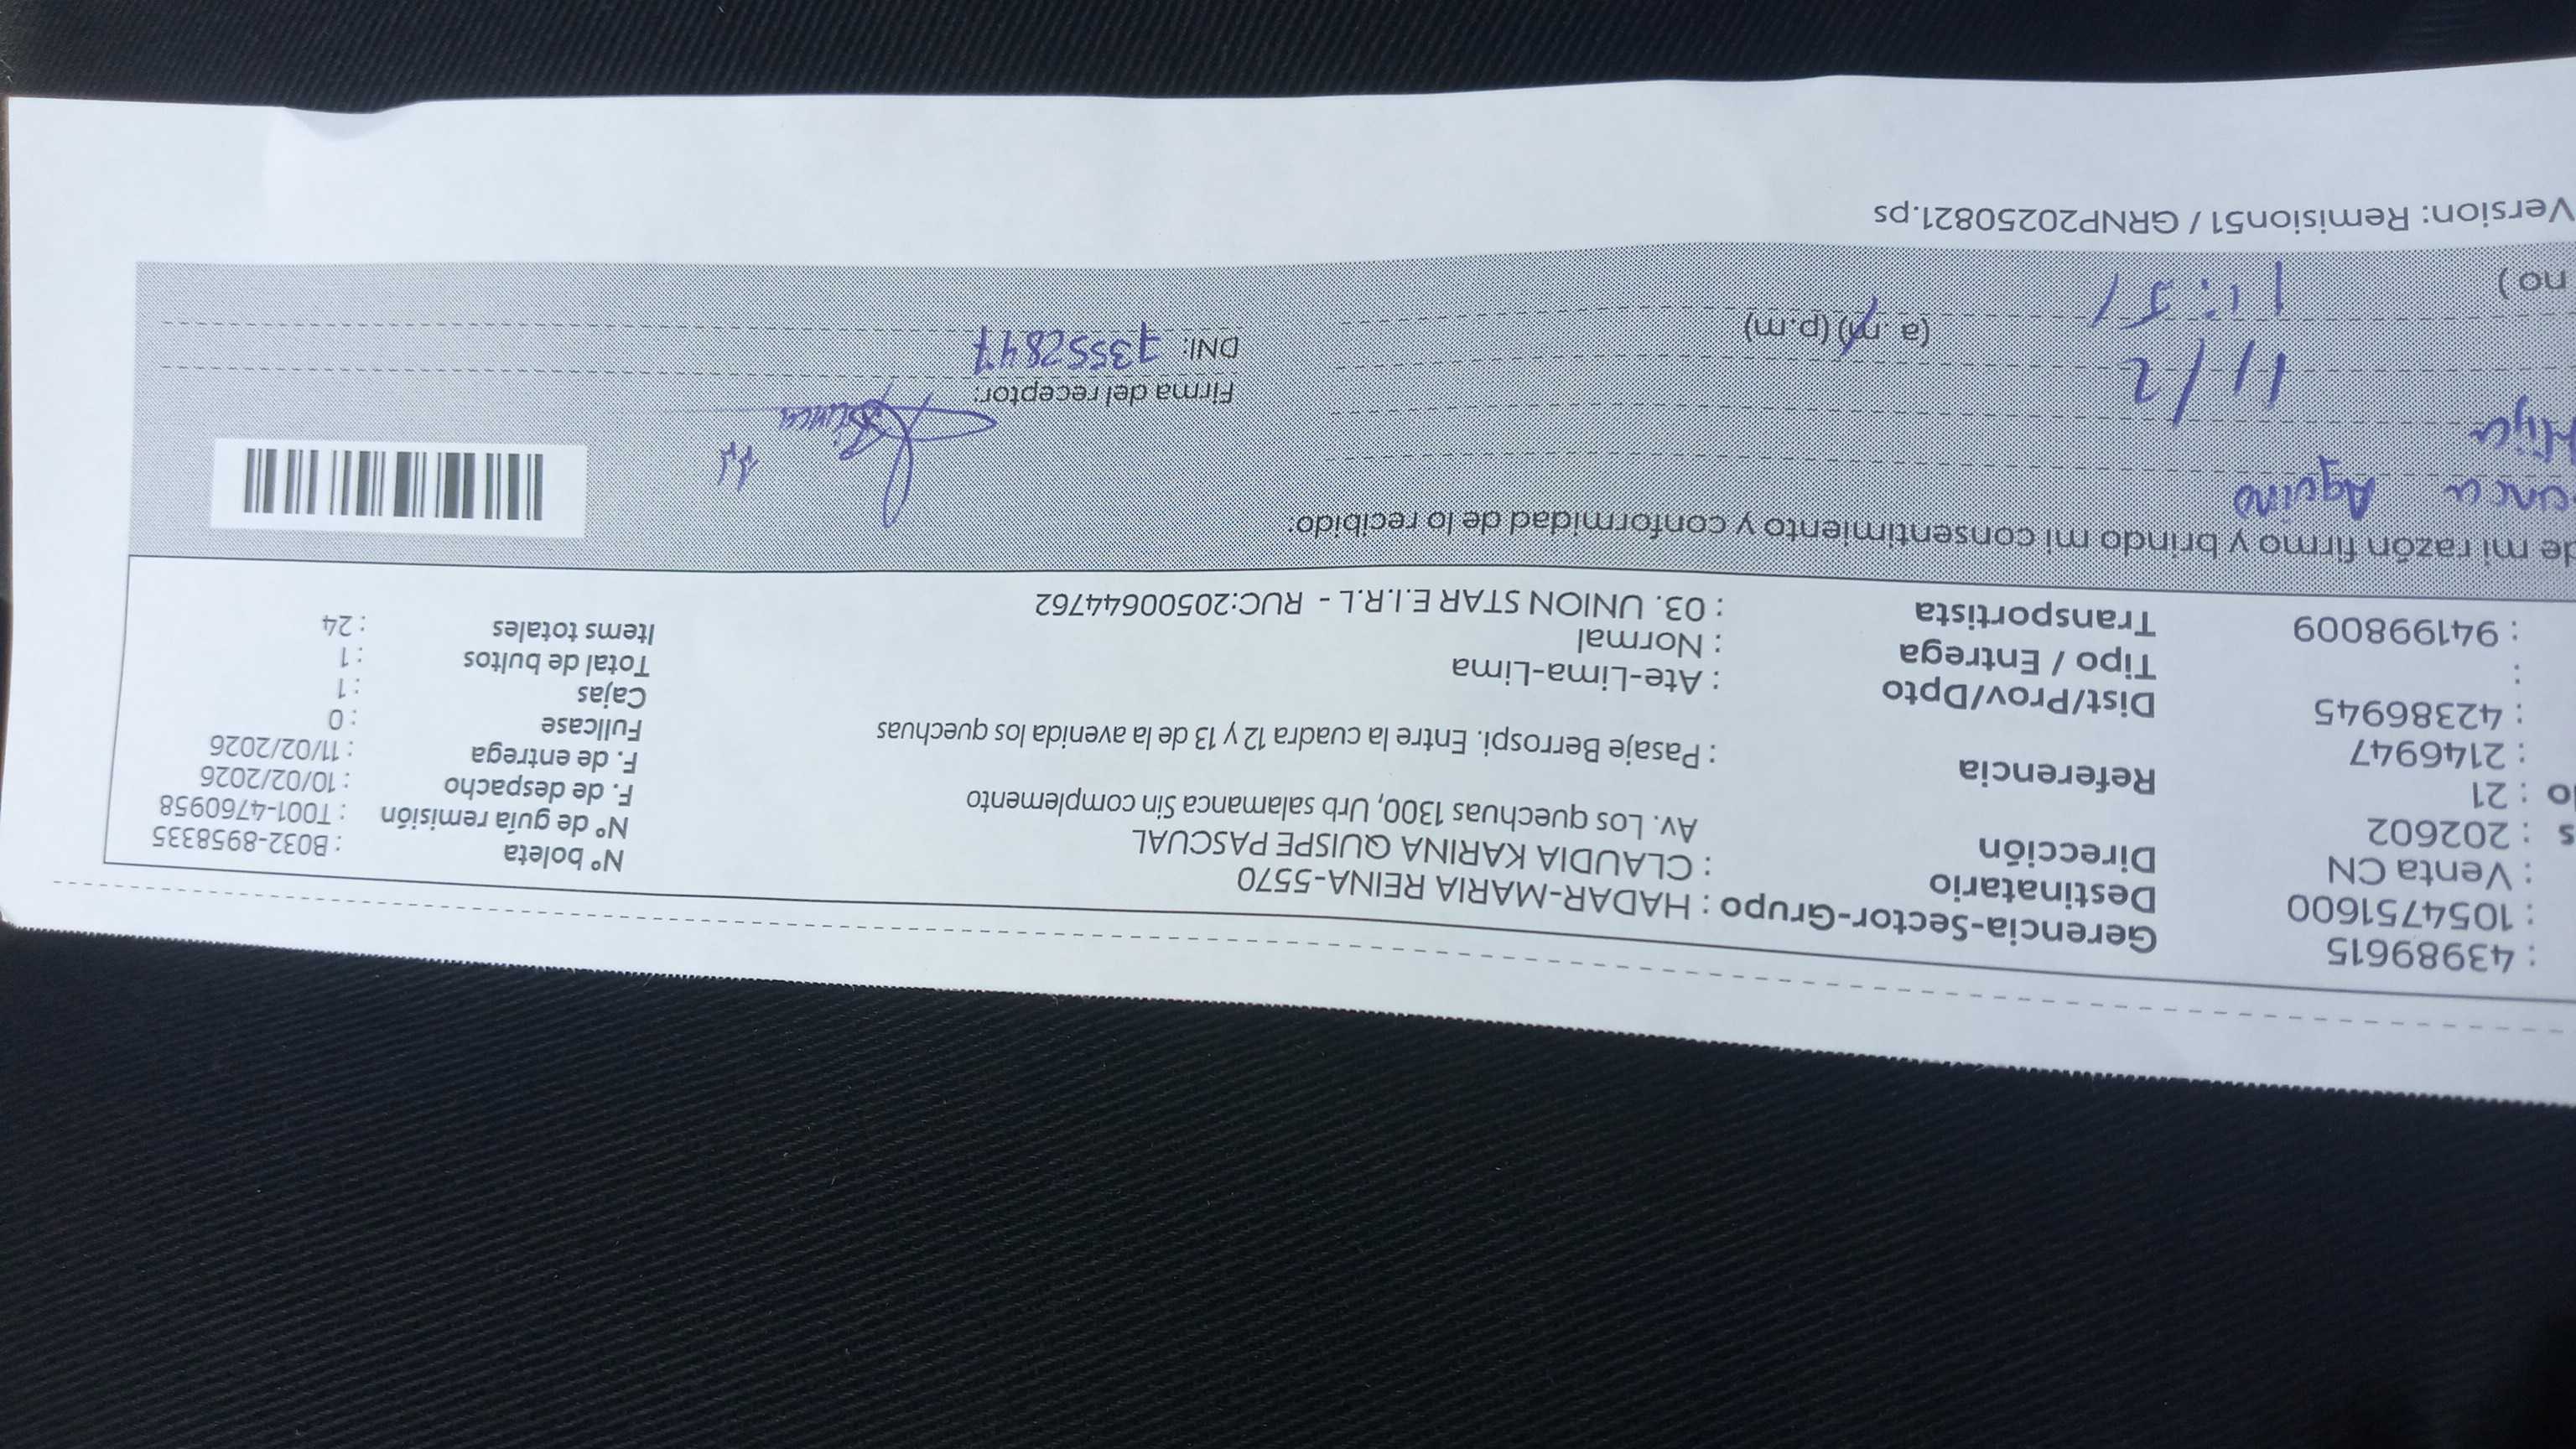 : 43989615 Gerencia-Sector-Grupo : HADAR-MARIA REINA-5570 Nº boleta : B032-8958335
: 1054751600 Destinatario : CLAUDIA KARINA QUISPE PASCUAL Nº de guía remisión : T001-4760958
: Venta CN Dirección Av. Los quechuas 1300, Urb salamanca Sin complemento F. de despacho : 10/02/2026
s : 202602 F. de entrega : 11/02/2026
o : 21 Referencia : Pasaje Berrospi. Entre la cuadra 12 y 13 de la avenida los quechuas Fullcase : 0
: 2146947 Cajas : 1
: 42386945 Dist/Prov/Dpto : Ate-Lima-Lima Total de bultos : 1
: Tipo / Entrega : Normal Items totales : 24
: 941998009 Transportista : 03. UNION STAR E.I.R.L - RUC:20500644762
de mi razón firmo y brindo mi consentimiento y conformidad de lo recibido:
Aquino
Hija
11/2 Firma del receptor:
11:51 (a.m) (p.m) DNI: 73552847
no )
Version: Remision51 / GRNP20250821.ps